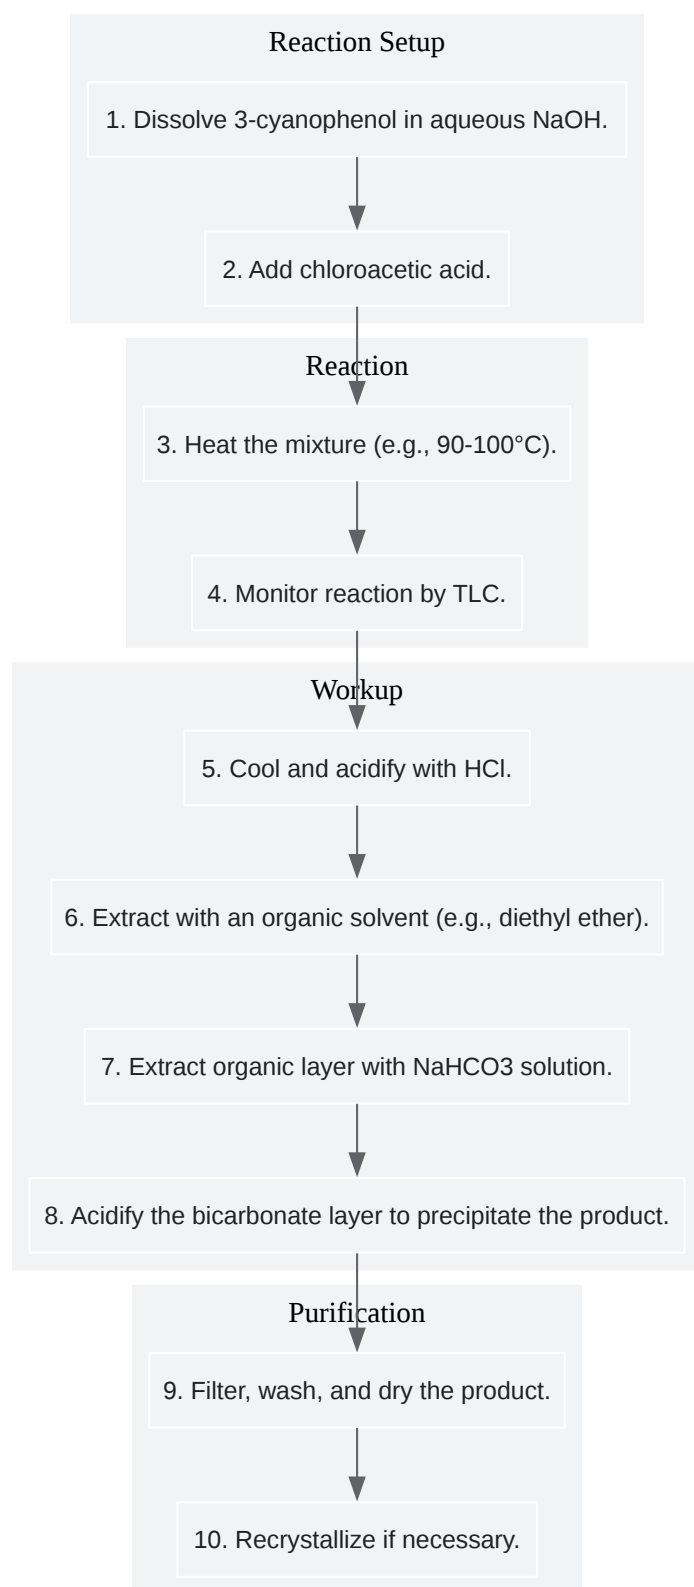 Reaction Setup
1. Dissolve 3-cyanophenol in aqueous NaOH.
2. Add chloroacetic acid.
Reaction
3. Heat the mixture (e.g., 90-100°C).
4. Monitor reaction by TLC.
Workup
5. Cool and acidify with HCl.
6. Extract with an organic solvent (e.g., diethyl ether).
7. Extract organic layer with NaHCO3 solution.
8. Acidify the bicarbonate layer to precipitate the product.
Purification
9. Filter, wash, and dry the product.
10. Recrystallize if necessary.